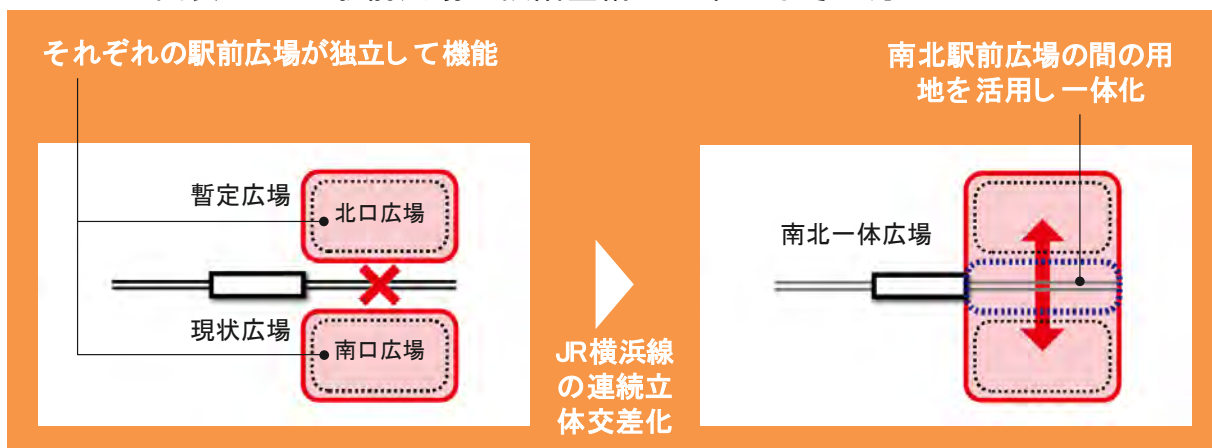 それぞれの駅前広場が独立して機能
南北駅前広場の間の用
地を活用し一体化
暫定広場
北口広場
現状広場
南口広場
JR横浜線
の連続立
体交差化
南北一体広場